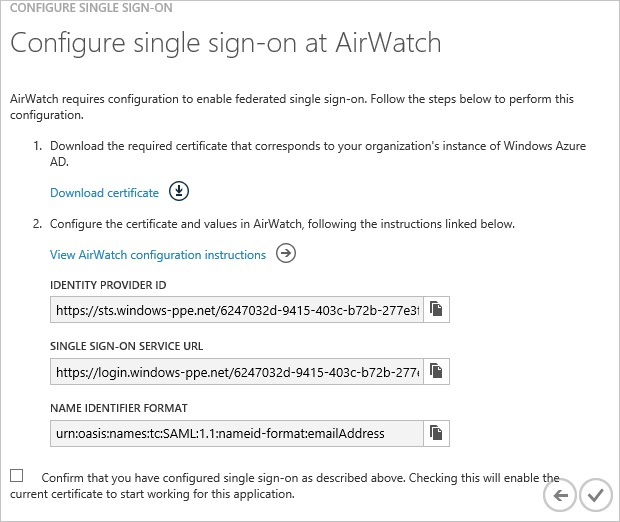 CONFIGURE SINGLE SIGN-ON
Configure single sign-on at AirWatch
AirWatch requires configuration to enable federated single sign-on. Follow the steps below to perform this
configuration.
1. Download the required certificate that corresponds to your organization's instance of Windows Azure
AD.
Download certificate
2. Configure the certificate and values in AirWatch, following the instructions linked below.
View AirWatch configuration instructions
IDENTITY PROVIDER ID
https://sts.windows-ppe.net/6247032d-9415-403c-b72b-277e3f
SINGLE SIGN-ON SERVICE URL
https://login.windows-ppe.net/6247032d-9415-403c-b72b-277e
NAME IDENTIFIER FORMAT
urn:oasis:names:tc:SAML:1.1:nameid-format:emailAddress
Confirm that you have configured single sign-on as described above. Checking this will enable the
current certificate to start working for this application.